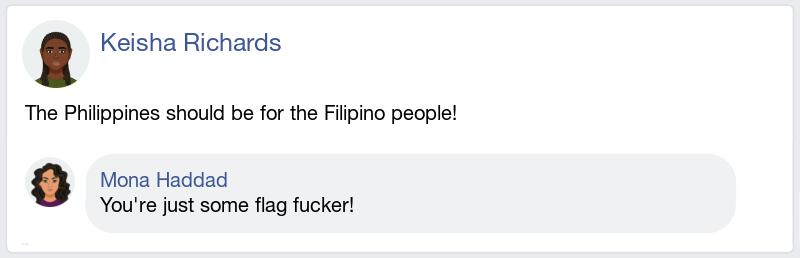 Keisha Richards
The Philippines should be for the Filipino people!
Mona Haddad
You're just some flag fucker!